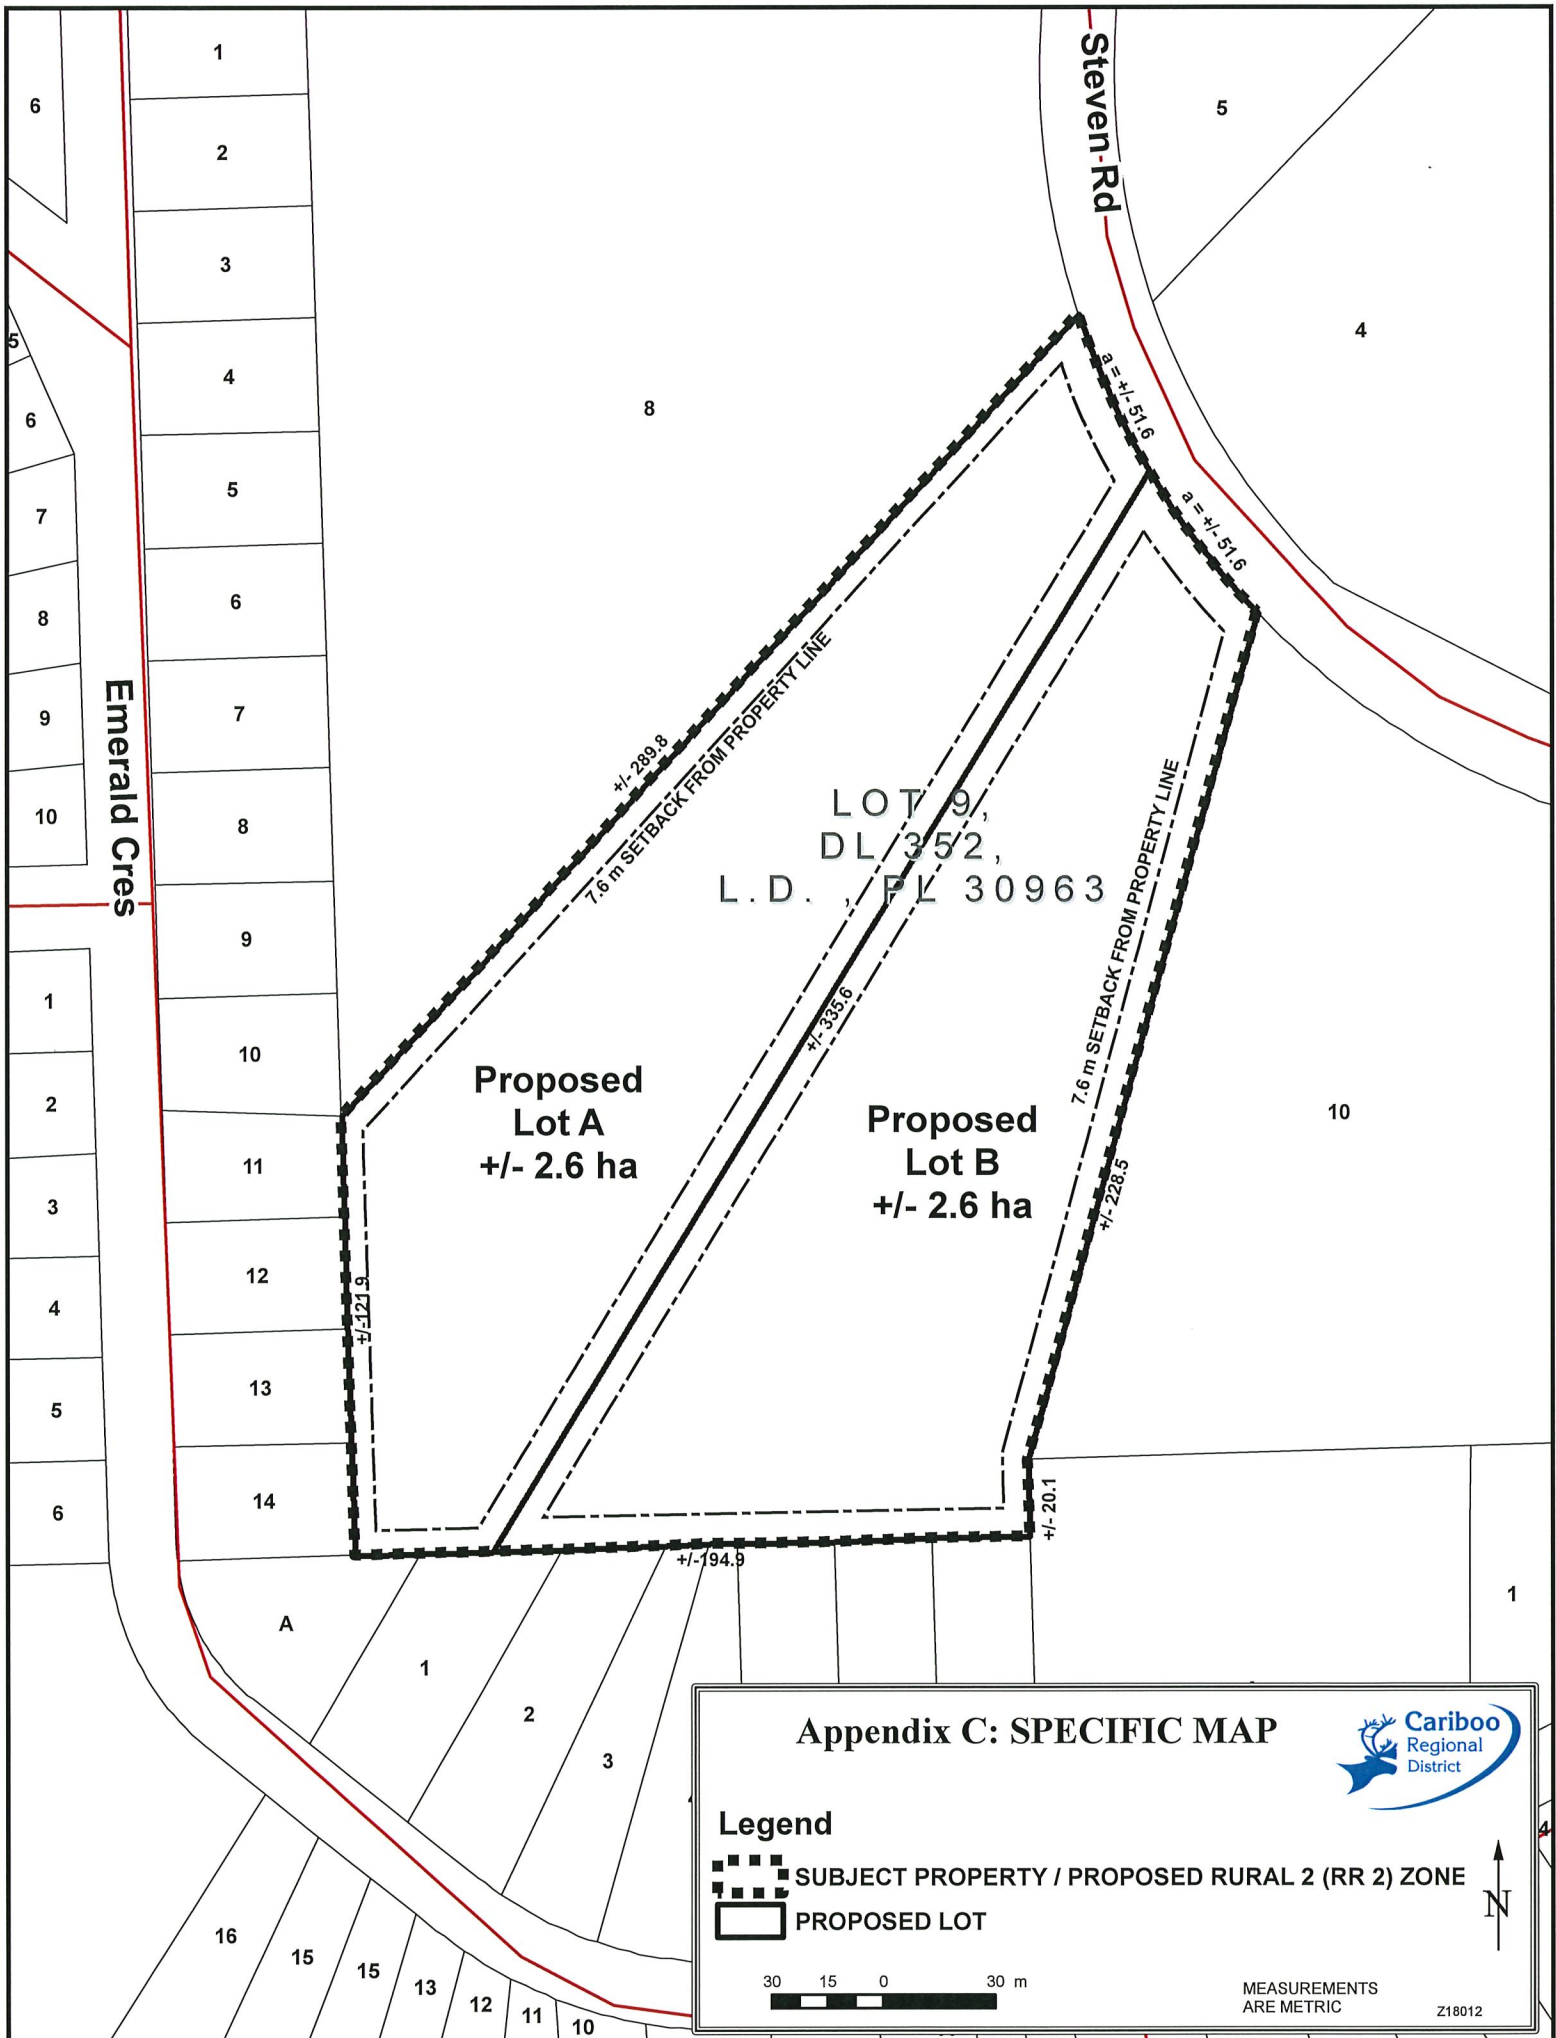 1
2
3
4
5
6
7
8
9
10
11
12
13
14
6
5
6
7
8
9
10
1
2
3
4
5
6
Emerald Cres
Steven Rd
5
4
8
10
1
a = +/- 51.6
a = +/- 51.6
+/- 289.8
7.6 m SETBACK FROM PROPERTY LINE
LOT 9,
DL 352,
L.D. , PL 30963
7.6 m SETBACK FROM PROPERTY LINE
+/- 335.6
Proposed
Lot A
+/- 2.6 ha
Proposed
Lot B
+/- 2.6 ha
+/- 228.5
+/-121.9
+/- 20.1
+/-194.9
A
1
2
3
16
15
15
13
12
11
10
4
Appendix C: SPECIFIC MAP
Cariboo
Regional
District
Legend
SUBJECT PROPERTY / PROPOSED RURAL 2 (RR 2) ZONE
PROPOSED LOT
N
30 15 0 30 m
MEASUREMENTS
ARE METRIC
Z18012